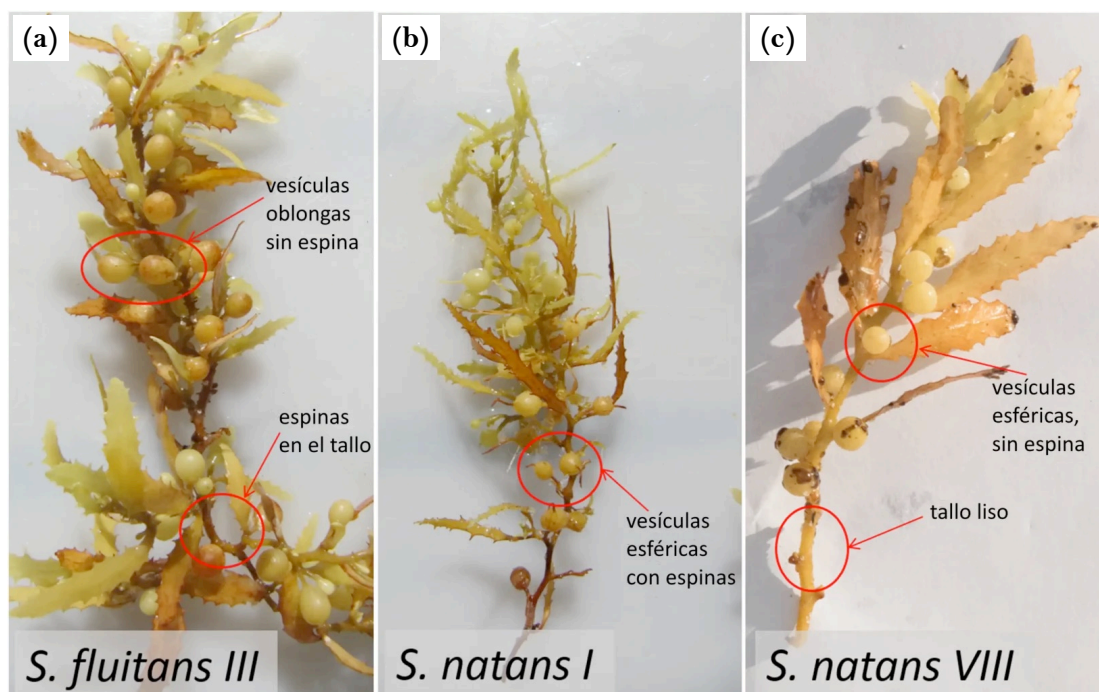 (a)
vesículas
oblongas
sin espina
espinas
en el tallo
S. fluitans III
(b)
vesículas
esféricas
con espinas
S. natans I
(c)
vesículas
esféricas,
sin espina
tallo liso
S. natans VIII